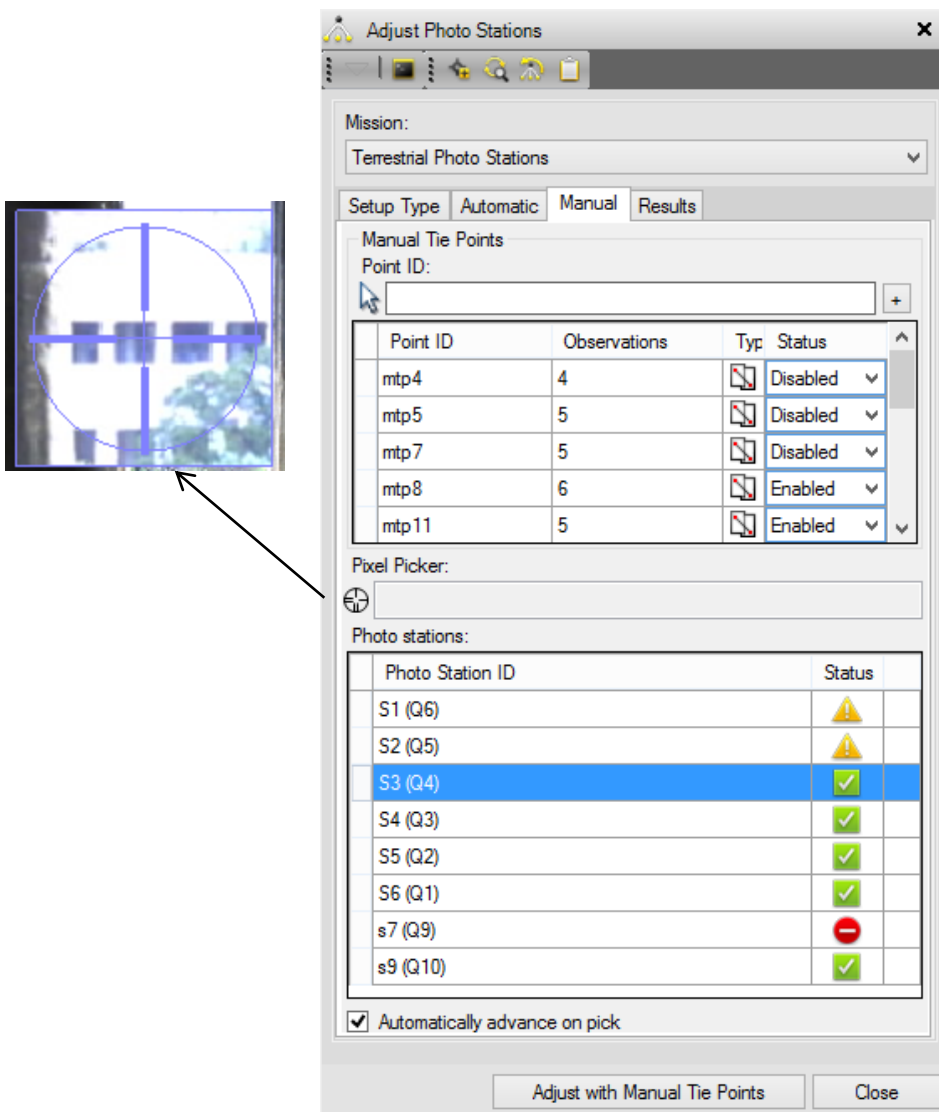 Adjust Photo Stations
Mission:
Terrestrial Photo Stations
Setup Type Automatic Manual Results
Manual Tie Points
Point ID:
+
Point ID Observations Typ Status
mtp4 4 Disabled
mtp5 5 Disabled
mtp7 5 Disabled
mtp8 6 Enabled
mtp11 5 Enabled
Pixel Picker:
Photo stations:
Photo Station ID Status
S1 (Q6)
S2 (Q5)
S3 (Q4)
S4 (Q3)
S5 (Q2)
S6 (Q1)
s7 (Q9)
s9 (Q10)
Automatically advance on pick
Adjust with Manual Tie Points Close